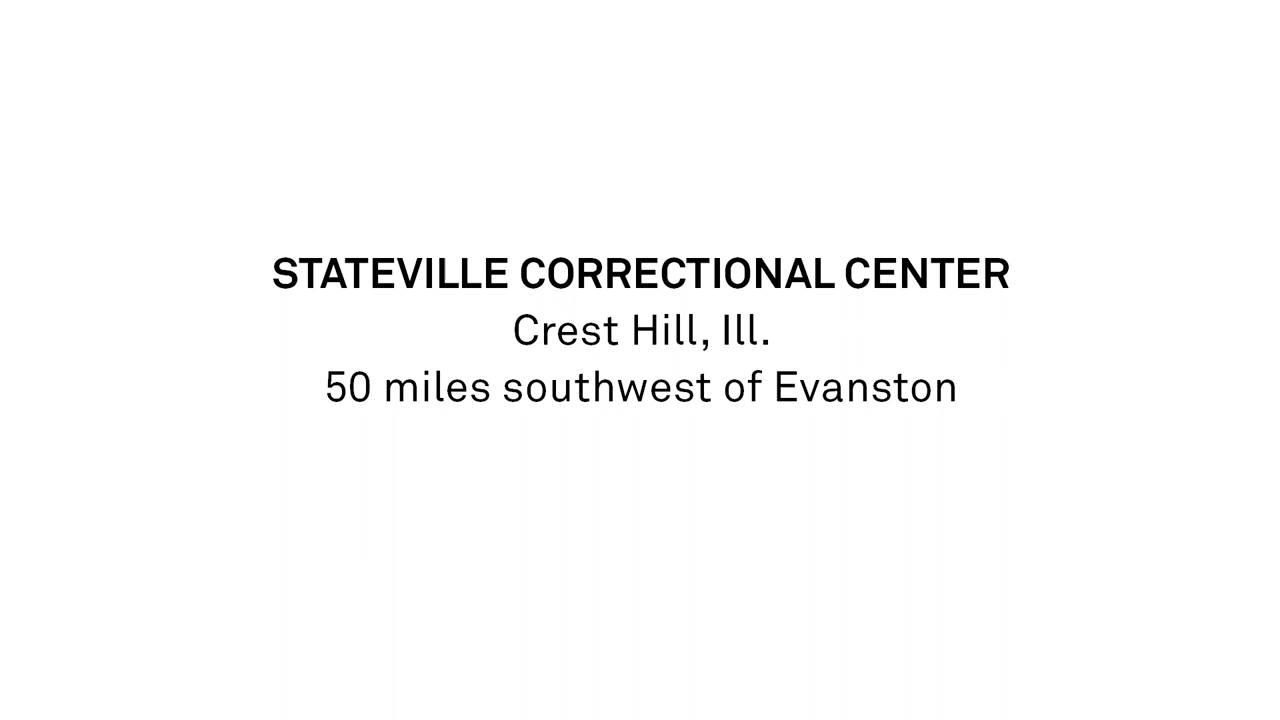 STATEVILLE CORRECTIONAL CENTER
Crest Hill, Ill.
50 miles southwest of Evanston